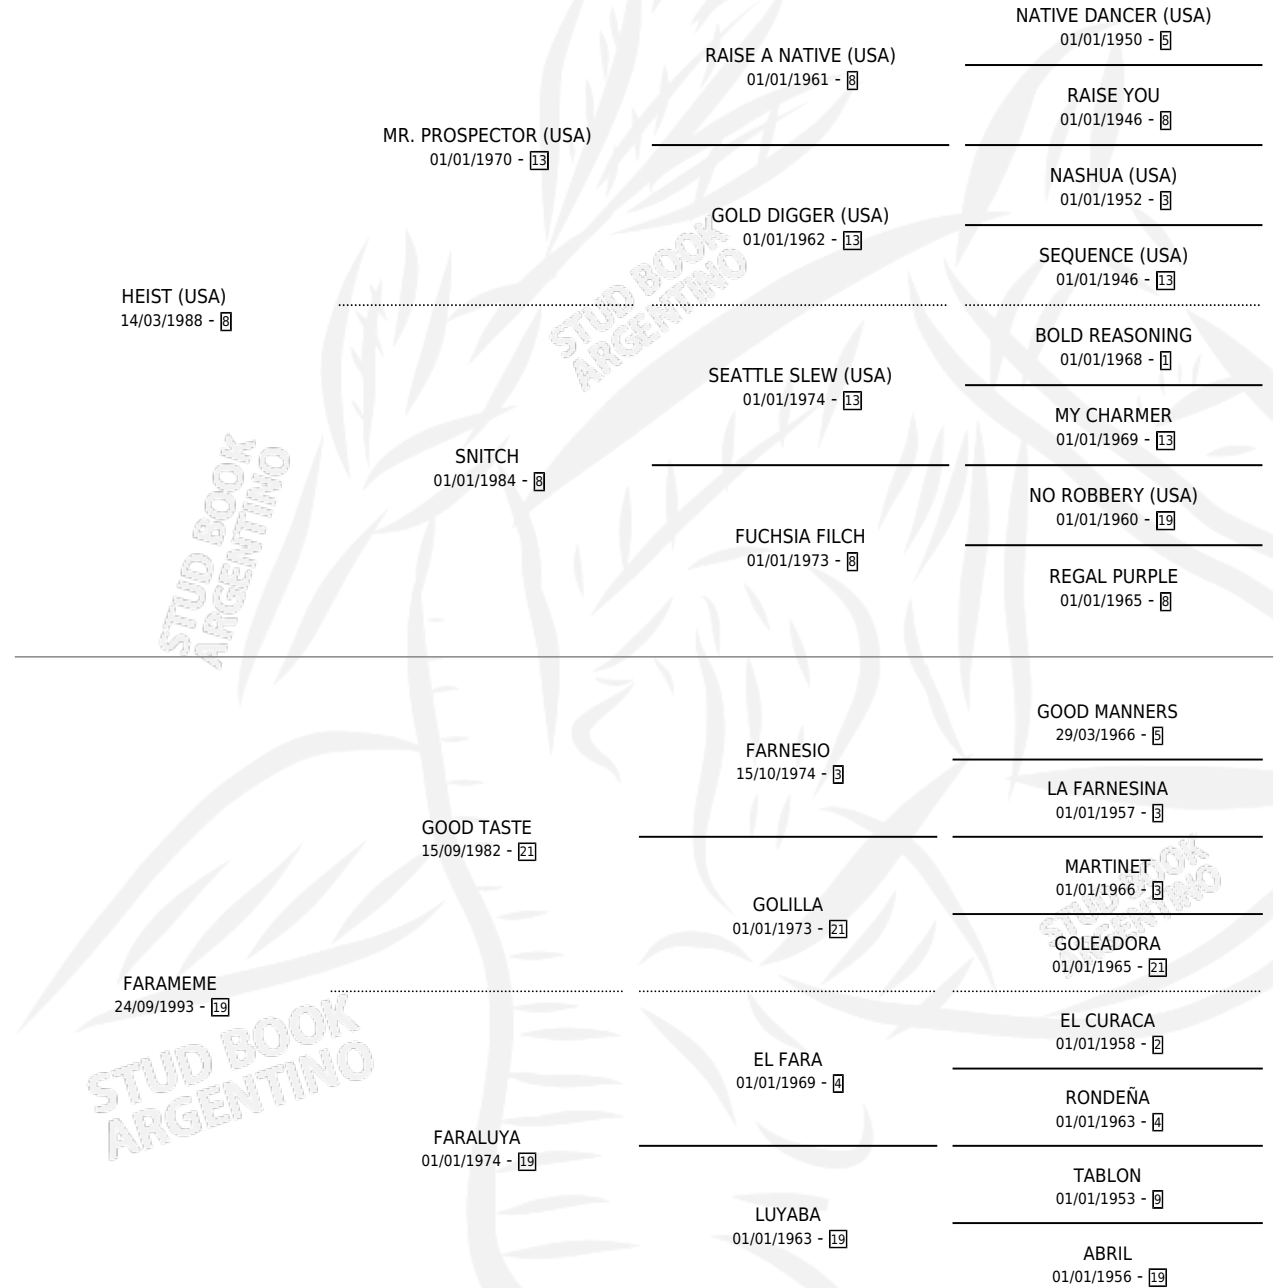 NATIVE DANCER (USA)
01/01/1950 - 5
RAISE A NATIVE (USA)
01/01/1961 - 8
RAISE YOU
01/01/1946 - 8
MR. PROSPECTOR (USA)
01/01/1970 - 13
NASHUA (USA)
01/01/1952 - 3
GOLD DIGGER (USA)
01/01/1962 - 13
SEQUENCE (USA)
01/01/1946 - 13
HEIST (USA)
14/03/1988 - 8
BOLD REASONING
01/01/1968 - 1
SEATTLE SLEW (USA)
01/01/1974 - 13
MY CHARMER
01/01/1969 - 13
SNITCH
01/01/1984 - 8
NO ROBBERY (USA)
01/01/1960 - 19
FUCHSIA FILCH
01/01/1973 - 8
REGAL PURPLE
01/01/1965 - 8
GOOD MANNERS
29/03/1966 - 5
FARNESIO
15/10/1974 - 3
LA FARNESINA
01/01/1957 - 3
GOOD TASTE
15/09/1982 - 21
MARTINET
01/01/1966 - 3
GOLILLA
01/01/1973 - 21
GOLEADORA
01/01/1965 - 21
FARAMEME
24/09/1993 - 19
EL CURACA
01/01/1958 - 2
EL FARA
01/01/1969 - 4
RONDEÑA
01/01/1963 - 4
FARALUYA
01/01/1974 - 19
TABLON
01/01/1953 - 9
LUYABA
01/01/1963 - 19
ABRIL
01/01/1956 - 19
STUD BOOK
ARGENTINO
STUD BOOK
ARGENTINO
STUD BOOK
ARGENTINO
STUD BOOK
ARGENTINO